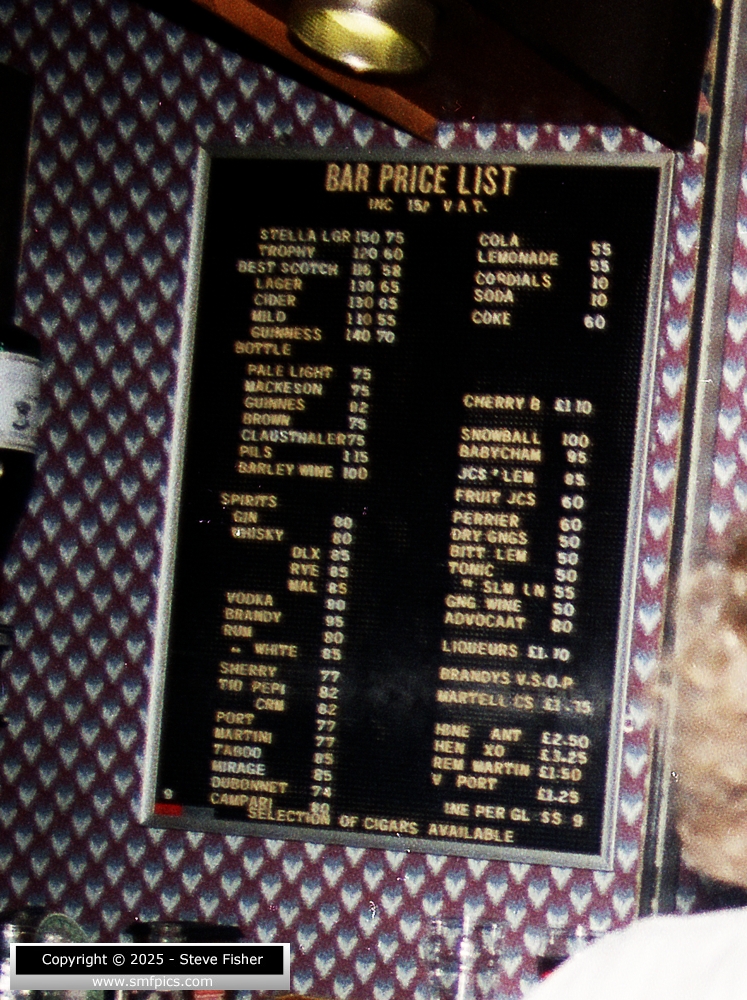 BAR PRICE LIST
INC 15P V A T.
STELLA LGR 150 75
TROPHY 120 60
BEST SCOTCH 116 58
LAGER 130 65
CIDER 130 65
MILD 110 55
GUINNESS 140 70
BOTTLE
PALE LIGHT 75
MACKESON 75
GUINNES 82
BROWN 75
CLAUSTHALER 75
PILS 115
BARLEY WINE 100
SPIRITS
GIN 80
WHISKY 80
DLX 85
RYE 85
MAL 85
VODKA 80
BRANDY 95
RUM 80
" WHITE 85
SHERRY 77
TIO PEPI 82
CRM 82
PORT 77
MARTINI 77
TABOO 85
MIRAGE 85
DUBONNET 74
CAMPARI 80
COLA 55
LEMONADE 55
CORDIALS 10
SODA 10
COKE 60
CHERRY B £1 10
SNOWBALL 100
BABYCHAM 95
JCS * LEM 85
FRUIT JCS 60
PERRIER 60
DRY GNGS 50
BITT LEM 50
TONIC 50
" SLM LN 55
GNG WINE 50
ADVOCAAT 80
LIQUEURS £1.10
BRANDYS V.S.O.P
MARTELL CS £1.15
HINE ANT £2.50
HEN XO £3.25
REM MARTIN £1.50
V PORT £1.25
INE PER GL SS 9
9
SELECTION OF CIGARS AVAILABLE
Copyright © 2025 - Steve Fisher
www.smfpics.com